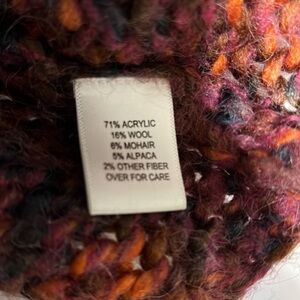 71% ACRYLIC
16% WOOL
6% MOHAIR
5% ALPACA
2% OTHER FIBER
OVER FOR CARE